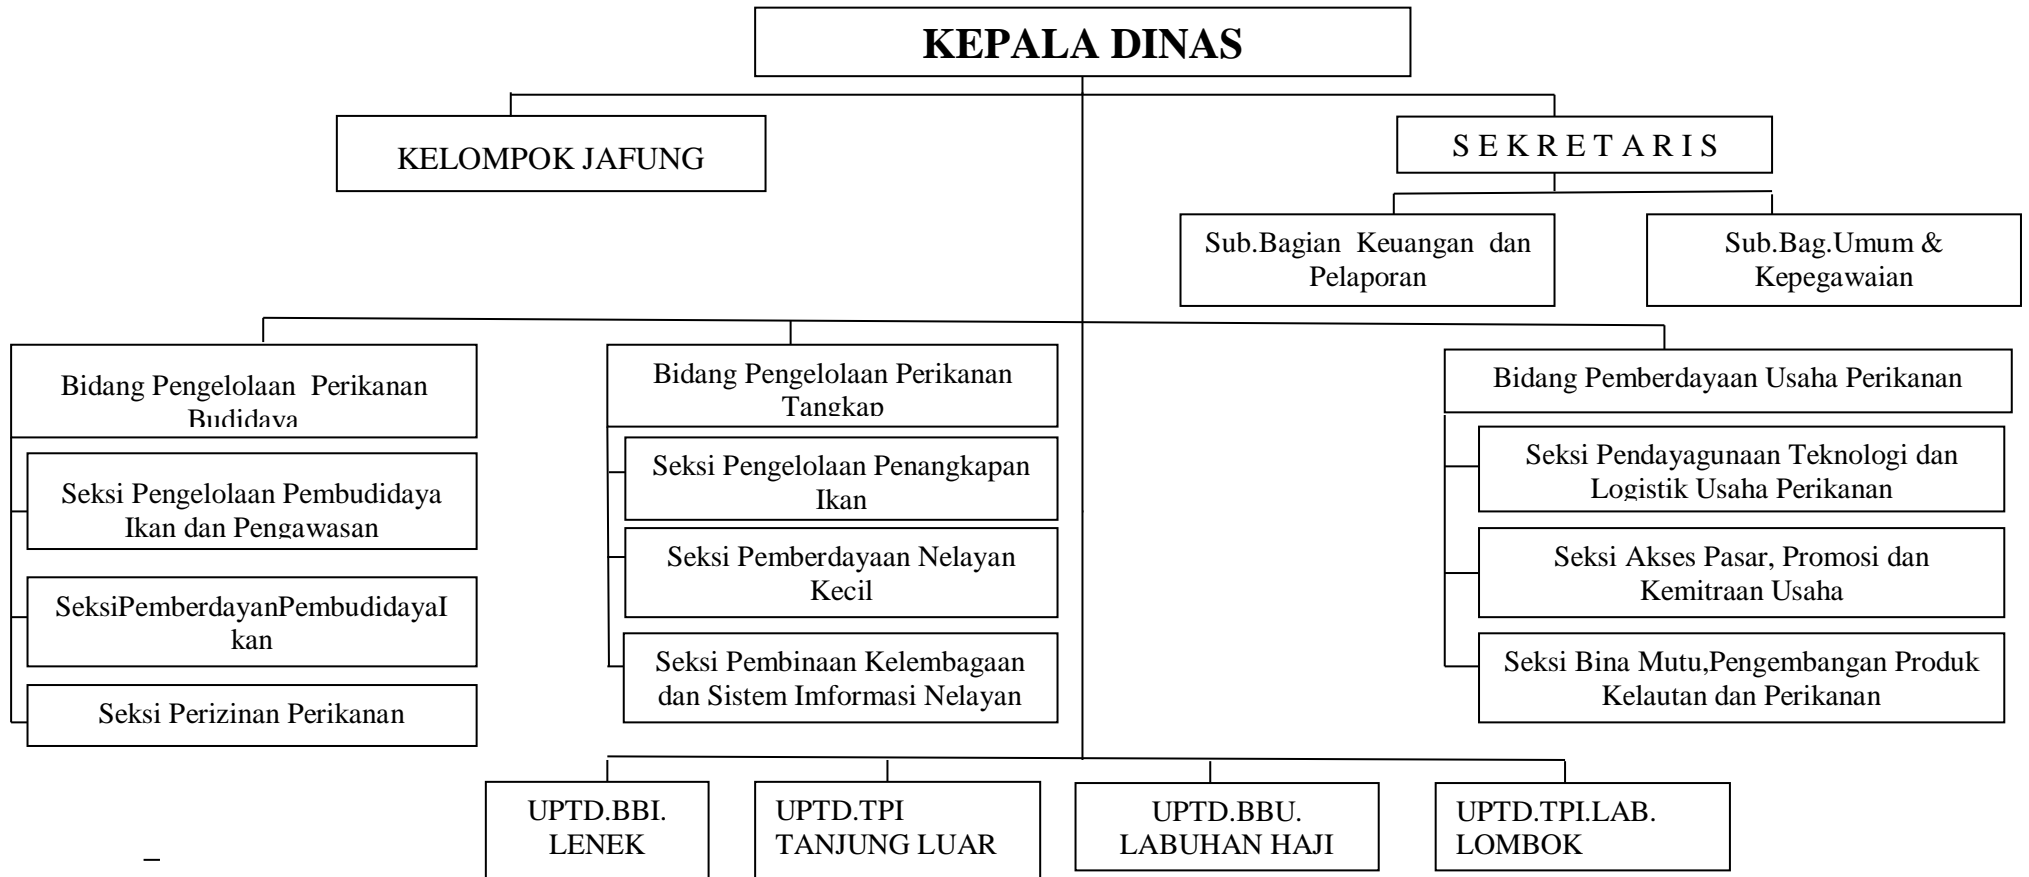 KEPALA DINAS
KELOMPOK JAFUNG
S E K R E T A R I S
Sub.Bagian Keuangan dan
Pelaporan
Sub.Bag.Umum &
Kepegawaian
Bidang Pengelolaan Perikanan
Budidaya
Seksi Pengelolaan Pembudidaya
Ikan dan Pengawasan
SeksiPemberdayanPembudidayaI
kan
Seksi Perizinan Perikanan
Bidang Pengelolaan Perikanan
Tangkap
Seksi Pengelolaan Penangkapan
Ikan
Seksi Pemberdayaan Nelayan
Kecil
Seksi Pembinaan Kelembagaan
dan Sistem Imformasi Nelayan
Bidang Pemberdayaan Usaha Perikanan
Seksi Pendayagunaan Teknologi dan
Logistik Usaha Perikanan
Seksi Akses Pasar, Promosi dan
Kemitraan Usaha
Seksi Bina Mutu,Pengembangan Produk
Kelautan dan Perikanan
UPTD.BBI.
LENEK
UPTD.TPI
TANJUNG LUAR
UPTD.BBU.
LABUHAN HAJI
UPTD.TPI.LAB.
LOMBOK